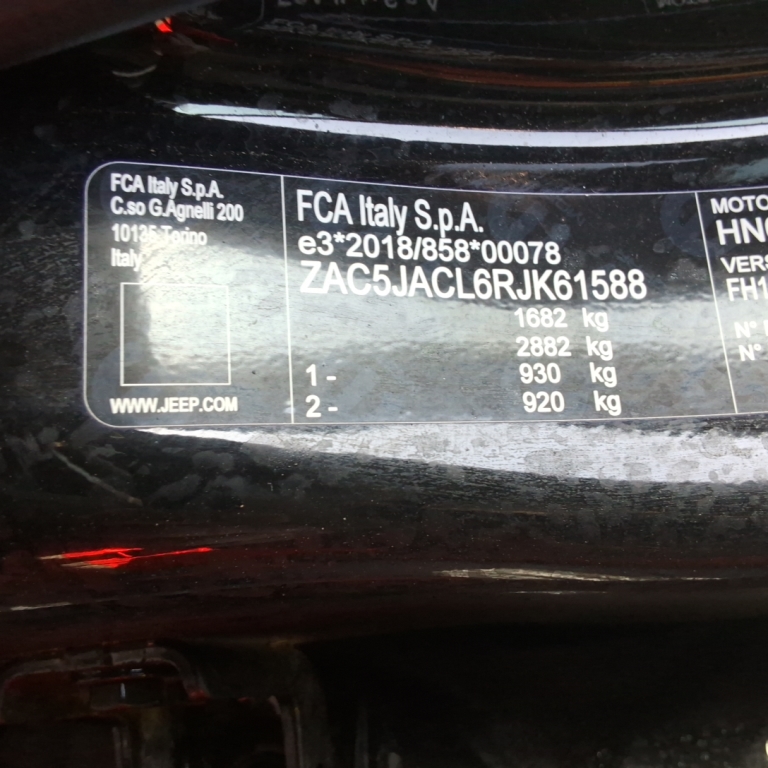 FCA Italy S.p.A.
C.so G.Agnelli 200
10135 Torino
Italy
WWW.JEEP.COM
FCA Italy S.p.A.
e3*2018/858*00078
ZAC5JACL6RJK61588
1682 kg
2882 kg
1 - 930 kg
2 - 920 kg
MOTO
HN
VERS
FH1
N°
N°